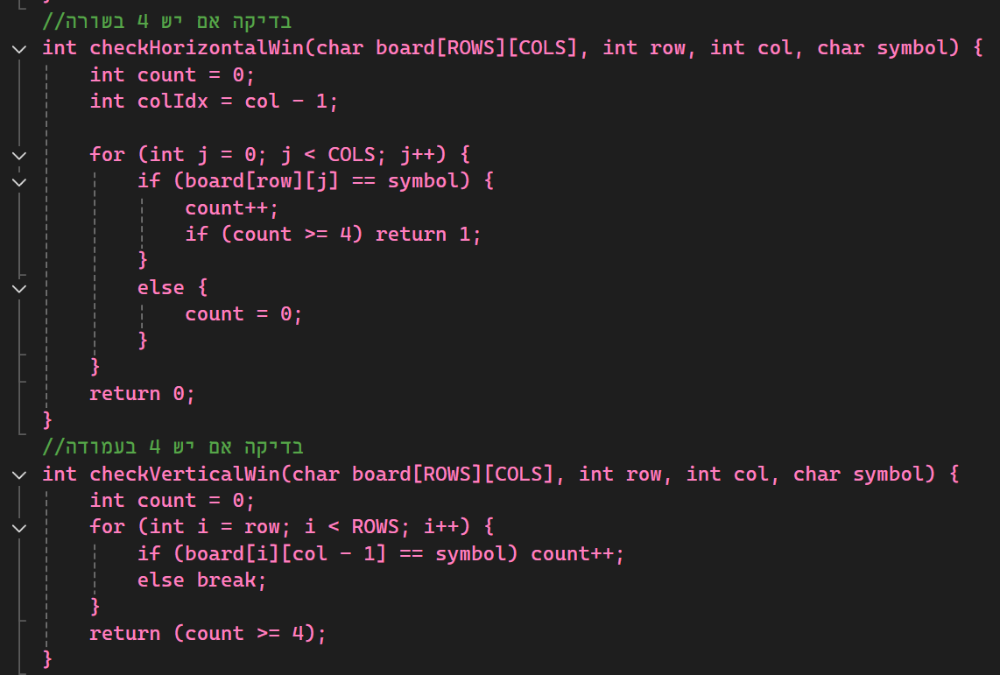 //בדיקה אם יש 4 בשורה
int checkHorizontalWin(char board[ROWS][COLS], int row, int col, char symbol) {
    int count = 0;
    int colIdx = col - 1;

    for (int j = 0; j < COLS; j++) {
        if (board[row][j] == symbol) {
            count++;
            if (count >= 4) return 1;
        }
        else {
            count = 0;
        }
    }
    return 0;
}
//בדיקה אם יש 4 בעמודה
int checkVerticalWin(char board[ROWS][COLS], int row, int col, char symbol) {
    int count = 0;
    for (int i = row; i < ROWS; i++) {
        if (board[i][col - 1] == symbol) count++;
        else break;
    }
    return (count >= 4);
}